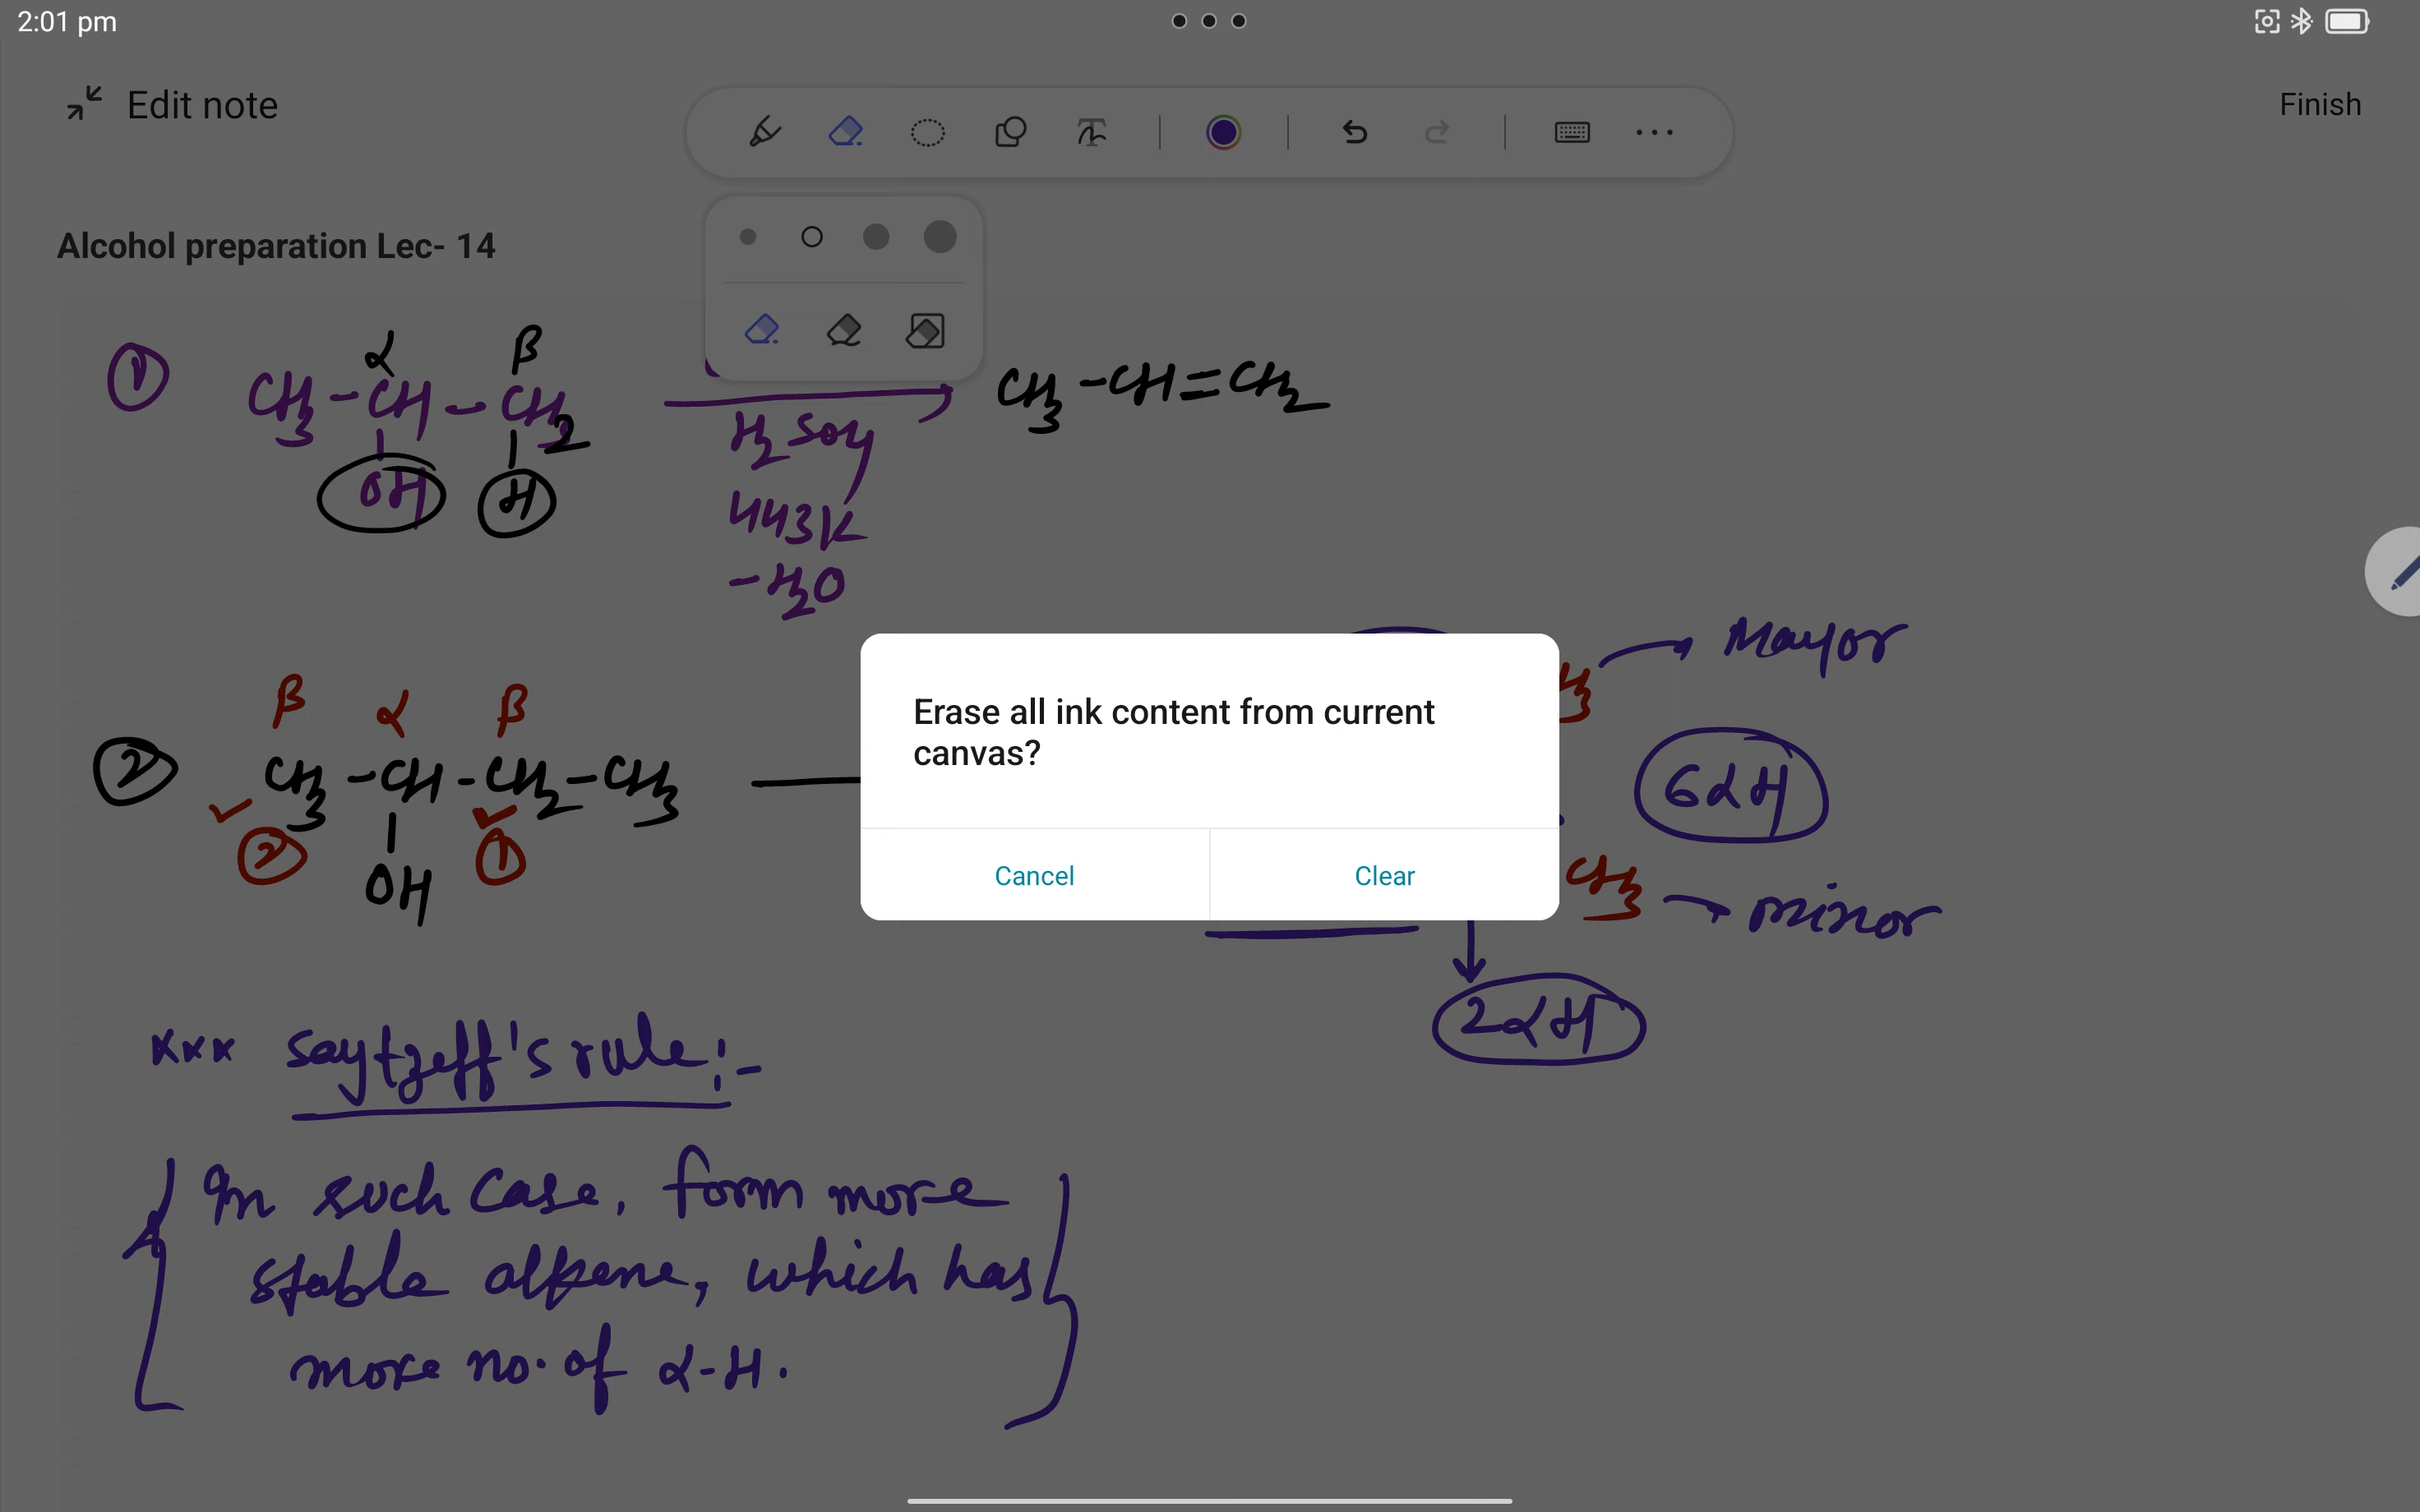 2:01 pm
Edit note
Finish
Alcohol preparation Lec- 14
α β
① CH3 - CH - CH2 CH3 - CH = CH2
OH H
H2SO4
443K
- H2O
Major
β α β
② CH3 - CH - CH2 - CH3
6αH
② OH ①
Erase all ink content from current
canvas?
Cancel Clear
CH3 → minor
2αH
xxx saytzeff's rule:-
In such case, form more
stable alkene, which has
more no. of α-H.